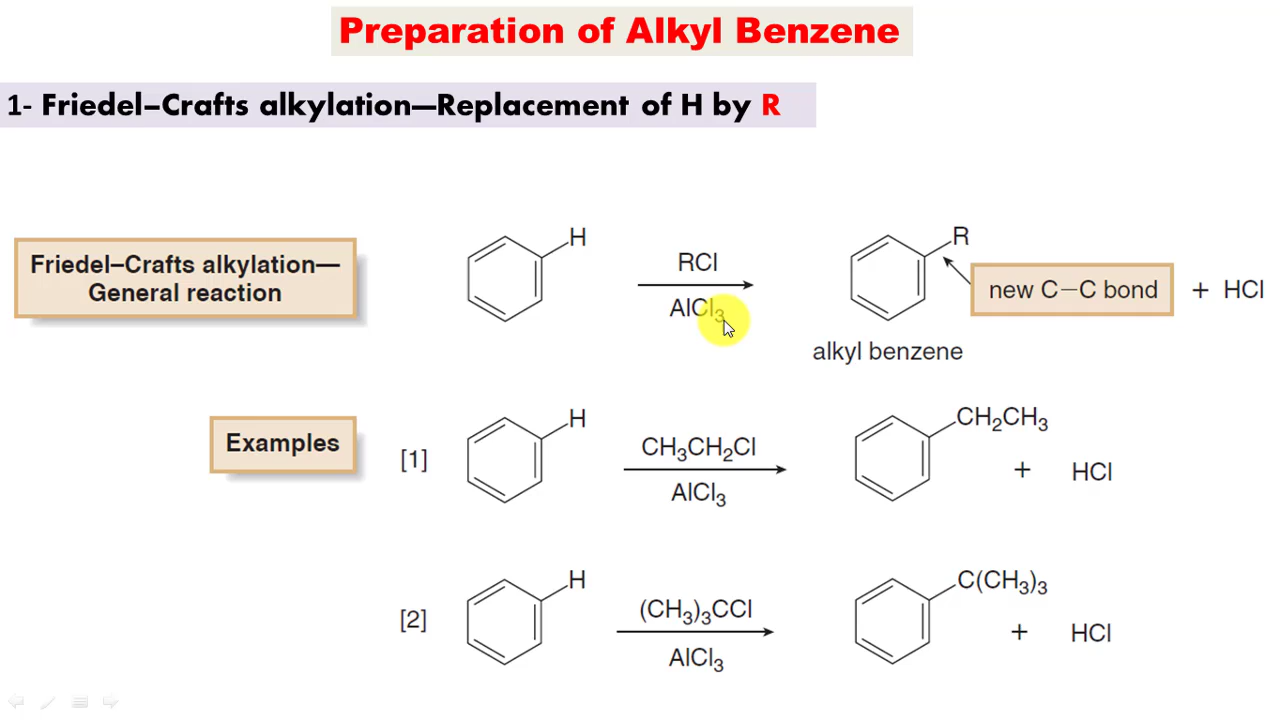 Preparation of Alkyl Benzene
1- Friedel–Crafts alkylation—Replacement of H by R
Friedel–Crafts alkylation—
General reaction
H
RCl
AlCl₃
R
new C–C bond
+ HCl
alkyl benzene
Examples
[1]
H
CH₃CH₂Cl
AlCl₃
CH₂CH₃
+ HCl
[2]
H
(CH₃)₃CCl
AlCl₃
C(CH₃)₃
+ HCl